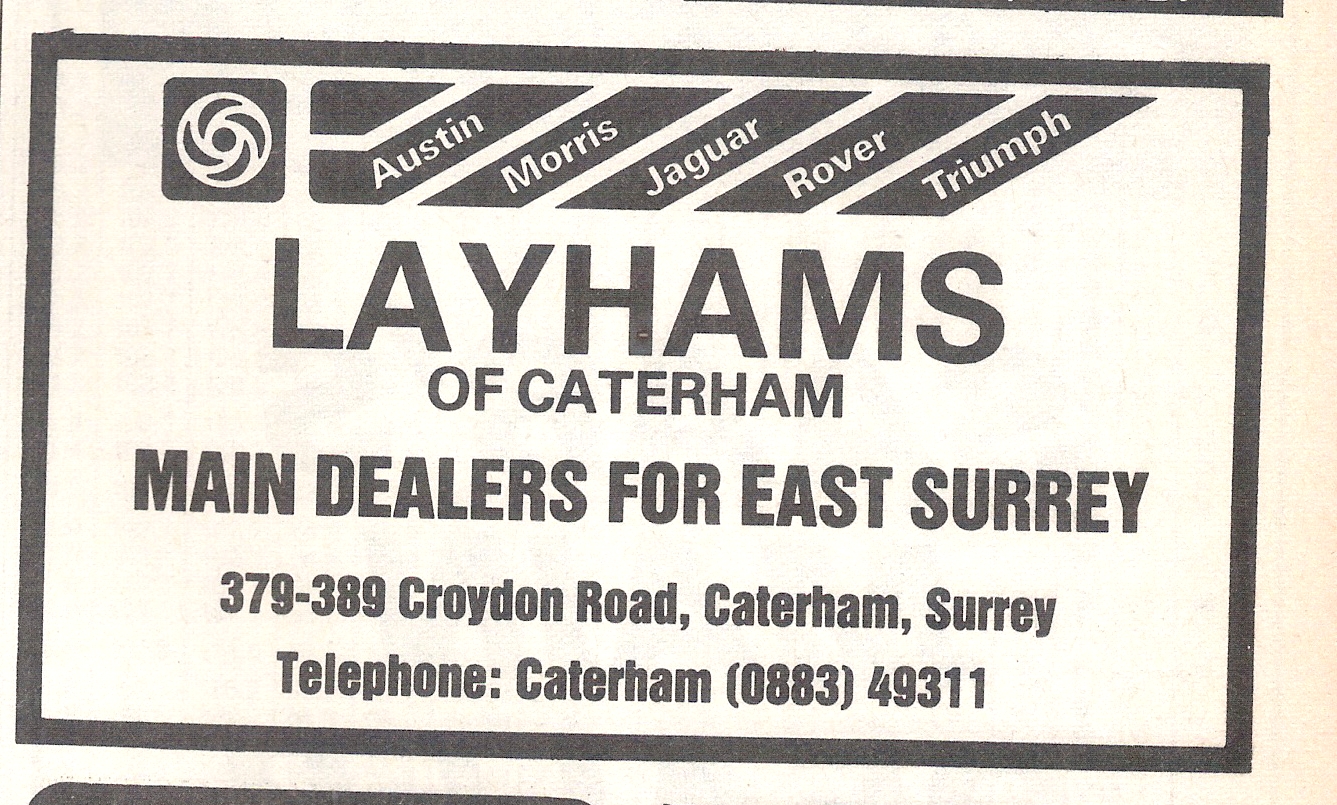 Austin Morris Jaguar Rover Triumph
LAYHAMS
OF CATERHAM
MAIN DEALERS FOR EAST SURREY
379-389 Croydon Road, Caterham, Surrey
Telephone: Caterham (0883) 49311